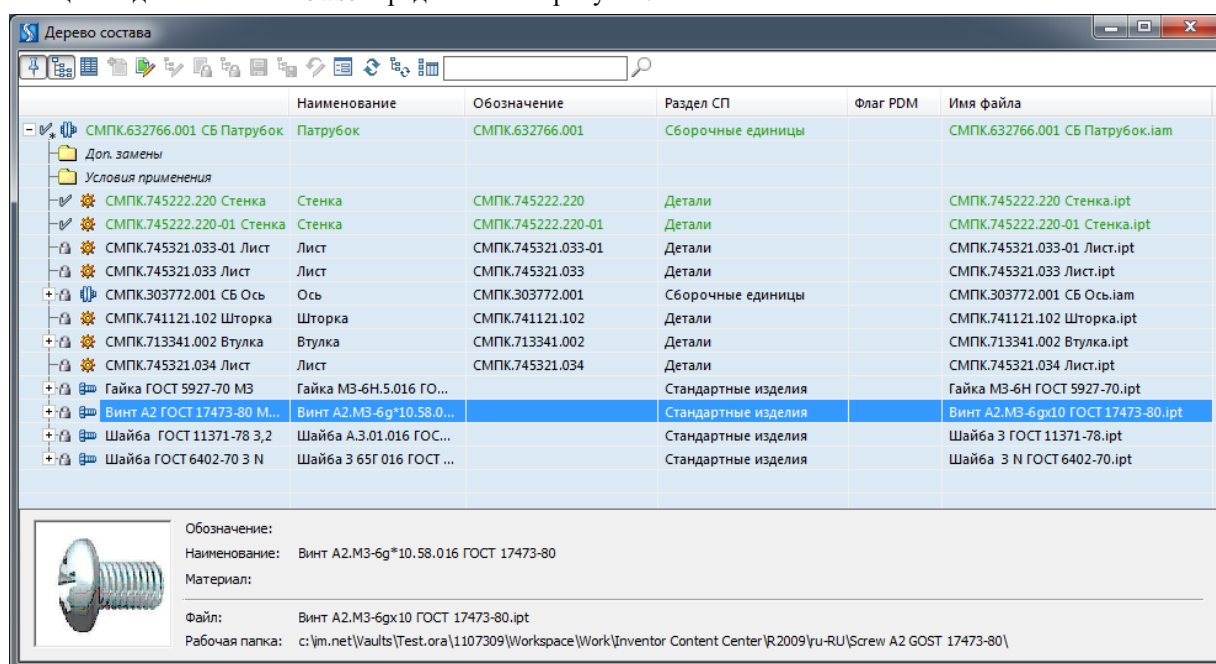 Дерево состава
Наименование Обозначение Раздел СП Флаг PDM Имя файла
СМПК.632766.001 СБ Патрубок Патрубок СМПК.632766.001 Сборочные единицы СМПК.632766.001 СБ Патрубок.iam
Доп. замены
Условия применения
СМПК.745222.220 Стенка Стенка СМПК.745222.220 Детали СМПК.745222.220 Стенка.ipt
СМПК.745222.220-01 Стенка Стенка СМПК.745222.220-01 Детали СМПК.745222.220-01 Стенка.ipt
СМПК.745321.033-01 Лист Лист СМПК.745321.033-01 Детали СМПК.745321.033-01 Лист.ipt
СМПК.745321.033 Лист Лист СМПК.745321.033 Детали СМПК.745321.033 Лист.ipt
СМПК.303772.001 СБ Ось Ось СМПК.303772.001 Сборочные единицы СМПК.303772.001 СБ Ось.iam
СМПК.741121.102 Шторка Шторка СМПК.741121.102 Детали СМПК.741121.102 Шторка.ipt
СМПК.713341.002 Втулка Втулка СМПК.713341.002 Детали СМПК.713341.002 Втулка.ipt
СМПК.745321.034 Лист Лист СМПК.745321.034 Детали СМПК.745321.034 Лист.ipt
Гайка ГОСТ 5927-70 М3 Гайка М3-6Н.5.016 ГО... Стандартные изделия Гайка М3-6Н ГОСТ 5927-70.ipt
Винт А2 ГОСТ 17473-80 М... Винт А2.М3-6g*10.58.0... Стандартные изделия Винт А2.М3-6gx10 ГОСТ 17473-80.ipt
Шайба ГОСТ 11371-78 3,2 Шайба А.3.01.016 ГОС... Стандартные изделия Шайба 3 ГОСТ 11371-78.ipt
Шайба ГОСТ 6402-70 3 N Шайба 3 65Г 016 ГОСТ ... Стандартные изделия Шайба 3 N ГОСТ 6402-70.ipt
Обозначение:
Наименование: Винт А2.М3-6g*10.58.016 ГОСТ 17473-80
Материал:
Файл: Винт А2.М3-6gx10 ГОСТ 17473-80.ipt
Рабочая папка: c:\im.net\Vaults\Test.ora\1107309\Workspace\Work\Inventor Content Center\R2009\ru-RU\Screw A2 GOST 17473-80\